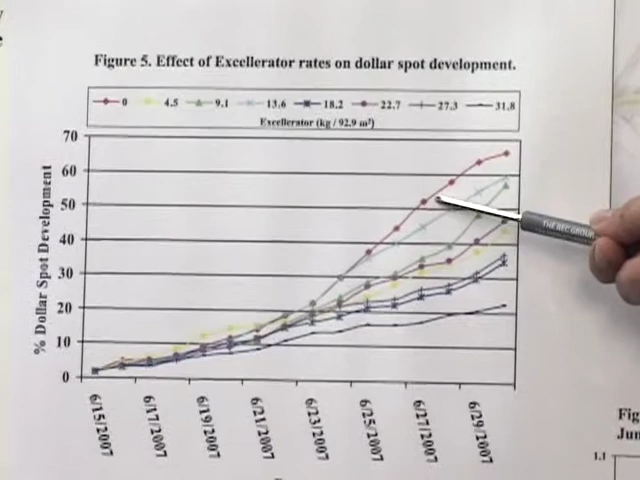 Figure 5. Effect of Excellerator rates on dollar spot development.
0 4.5 9.1 13.6 18.2 22.7 27.3 31.8
Excellerator (kg / 92.9 m²)
% Dollar Spot Development
70
60
50
40
30
20
10
0
6/15/2007
6/17/2007
6/19/2007
6/21/2007
6/23/2007
6/25/2007
6/27/2007
6/29/2007
THE REC GROUP
Fig
Jun
1.1